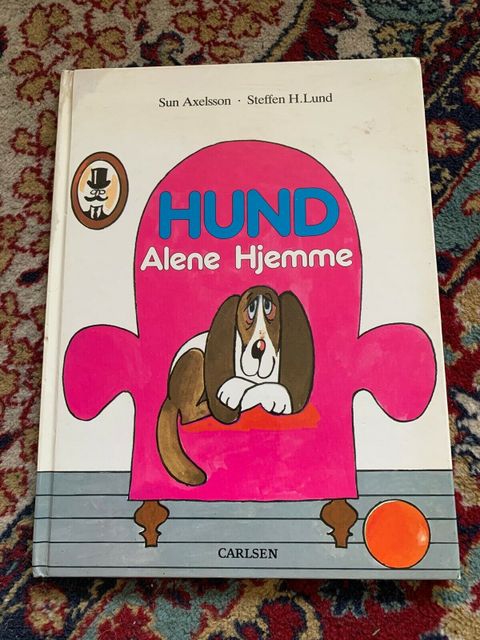 Sun Axelsson · Steffen H. Lund
HUND
Alene Hjemme
CARLSEN